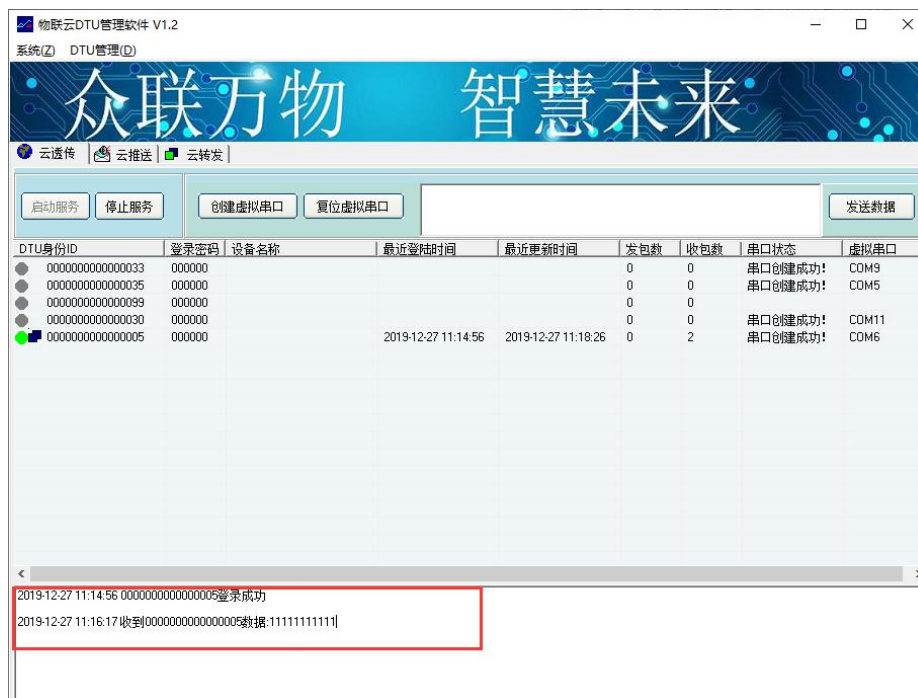 物联云DTU管理软件 V1.2
系统(Z) DTU管理(D)
众联万物 智慧未来
云透传 云推送 云转发
启动服务 停止服务 创建虚拟串口 复位虚拟串口 发送数据
DTU身份ID 登录密码 设备名称 最近登陆时间 最近更新时间 发包数 收包数 串口状态 虚拟串口
0000000000000033 000000 0 0 串口创建成功! COM9
0000000000000035 000000 0 0 串口创建成功! COM5
0000000000000099 000000 0 0
0000000000000030 000000 0 0 串口创建成功! COM11
0000000000000005 000000 2019-12-27 11:14:56 2019-12-27 11:18:26 0 2 串口创建成功! COM6
2019-12-27 11:14:56 0000000000000005登录成功
2019-12-27 11:16:17 收到0000000000000005数据:11111111111